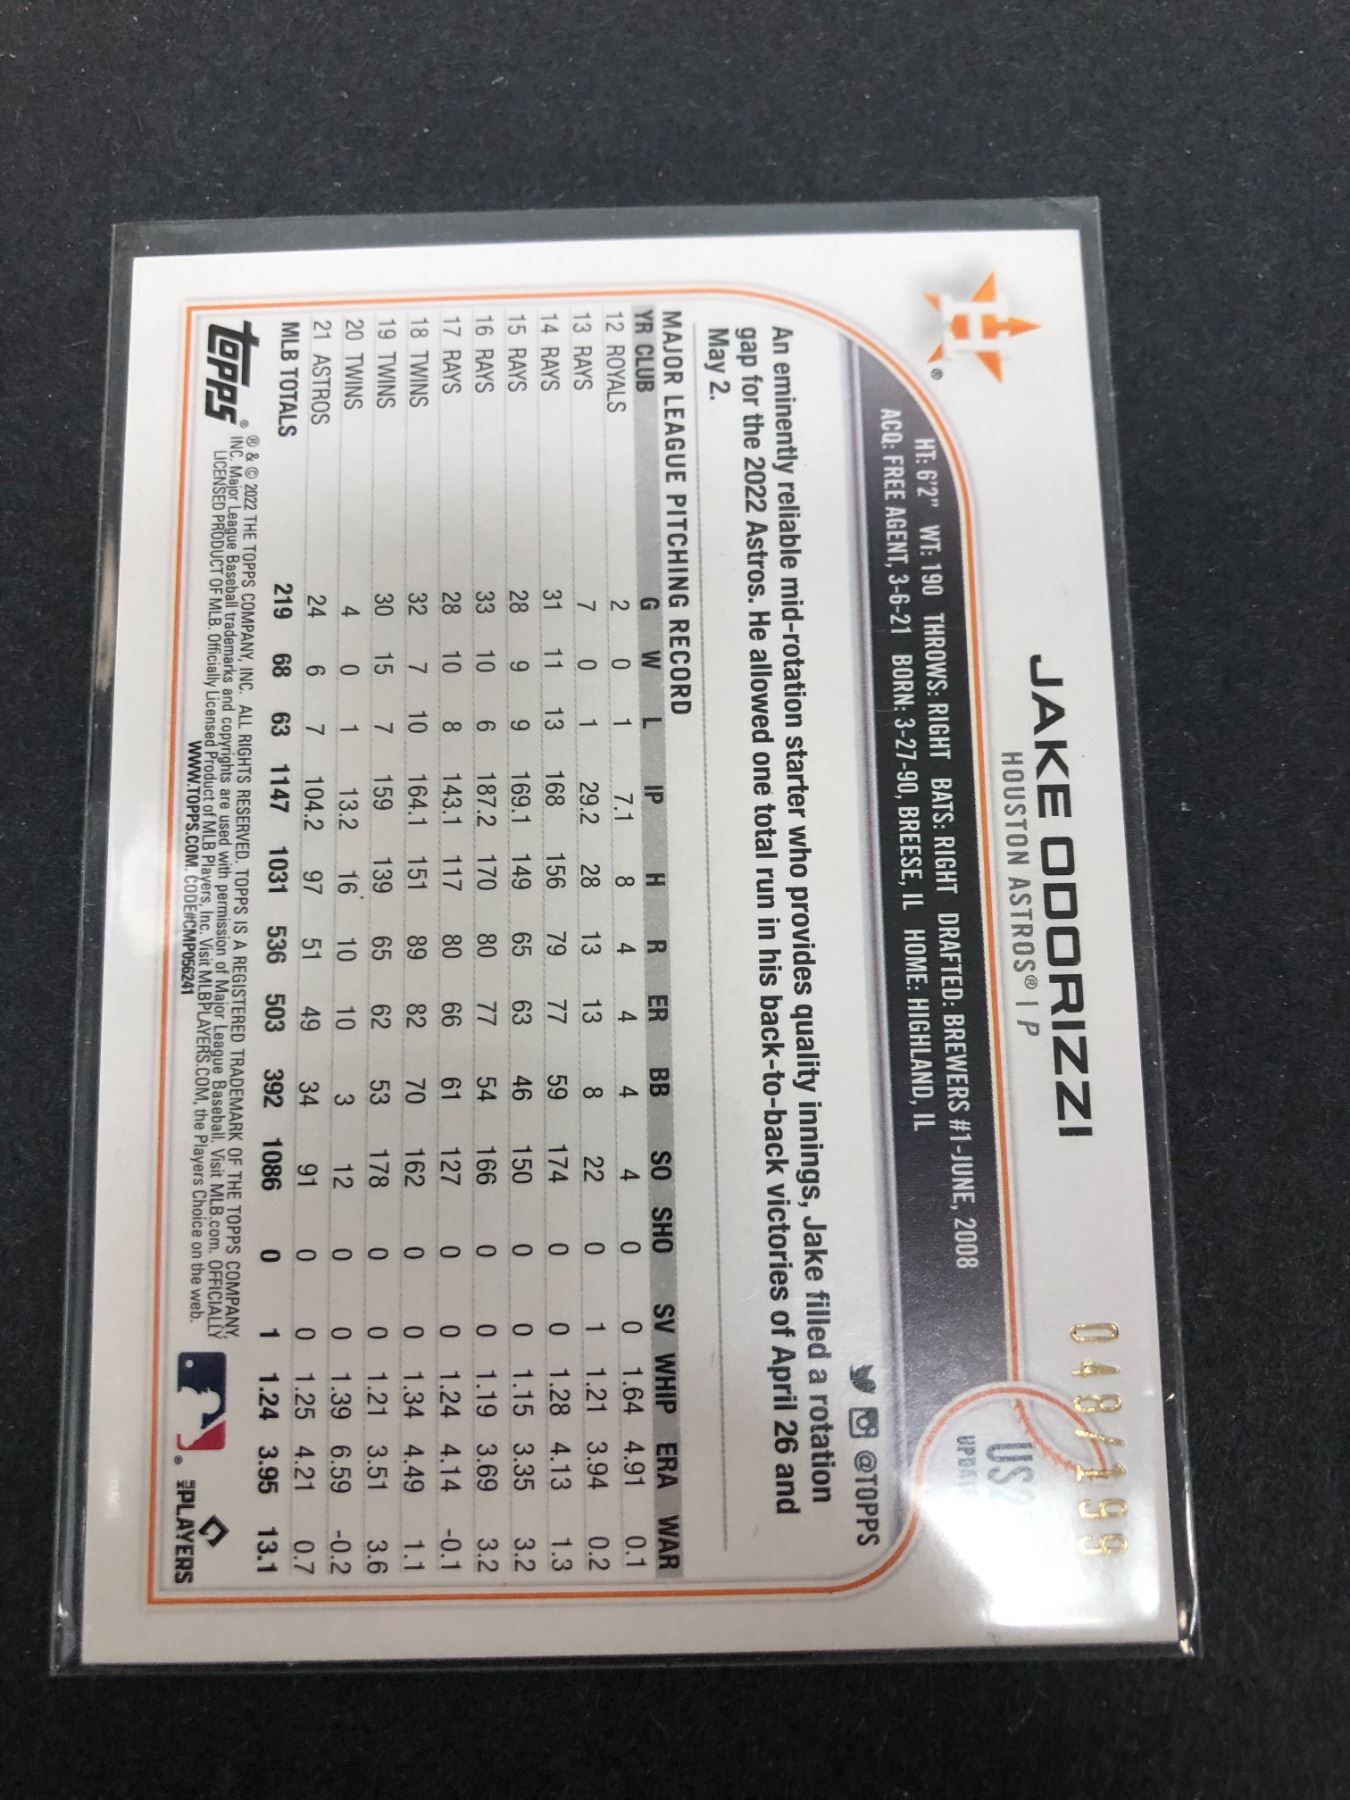 JAKE ODORIZZI
HOUSTON ASTROS® | P
048/199
UPDATE
HT: 6'2" WT: 190 THROWS: RIGHT BATS: RIGHT DRAFTED: BREWERS #1-JUNE, 2008
ACQ: FREE AGENT, 3-6-21 BORN: 3-27-90, BREESE, IL HOME: HIGHLAND, IL
@TOPPS
An eminently reliable mid-rotation starter who provides quality innings, Jake filled a rotation
gap for the 2022 Astros. He allowed one total run in his back-to-back victories of April 26 and
May 2.
MAJOR LEAGUE PITCHING RECORD
YR CLUB G W L IP H R ER BB SO SHO SV WHIP ERA WAR
12 ROYALS 2 0 1 7.1 8 4 4 4 4 0 0 1.64 4.91 0.1
13 RAYS 7 0 1 29.2 28 13 13 8 22 0 1 1.21 3.94 0.2
14 RAYS 31 11 13 168 156 79 77 59 174 0 0 1.28 4.13 1.3
15 RAYS 28 9 9 169.1 149 65 63 46 150 0 0 1.15 3.35 3.2
16 RAYS 33 10 6 187.2 170 80 77 54 166 0 0 1.19 3.69 3.2
17 RAYS 28 10 8 143.1 117 80 66 61 127 0 0 1.24 4.14 -0.1
18 TWINS 32 7 10 164.1 151 89 82 70 162 0 0 1.34 4.49 1.1
19 TWINS 30 15 7 159 139 65 62 53 178 0 0 1.21 3.51 3.6
20 TWINS 4 0 1 13.2 16 10 10 3 12 0 0 1.39 6.59 -0.2
21 ASTROS 24 6 7 104.2 97 51 49 34 91 0 0 1.25 4.21 0.7
MLB TOTALS 219 68 63 1147 1031 536 503 392 1086 0 1 1.24 3.95 13.1
topps®
® & © 2022 THE TOPPS COMPANY, INC. ALL RIGHTS RESERVED. TOPPS IS A REGISTERED TRADEMARK OF THE TOPPS COMPANY,
INC. Major League Baseball trademarks and copyrights are used with permission of Major League Baseball. Visit MLB.com. OFFICIALLY
LICENSED PRODUCT OF MLB. Officially Licensed Product of MLB Players, Inc. Visit MLBPLAYERS.COM, the Players Choice on the web.
WWW.TOPPS.COM. CODE#CMP056241
PLAYERS